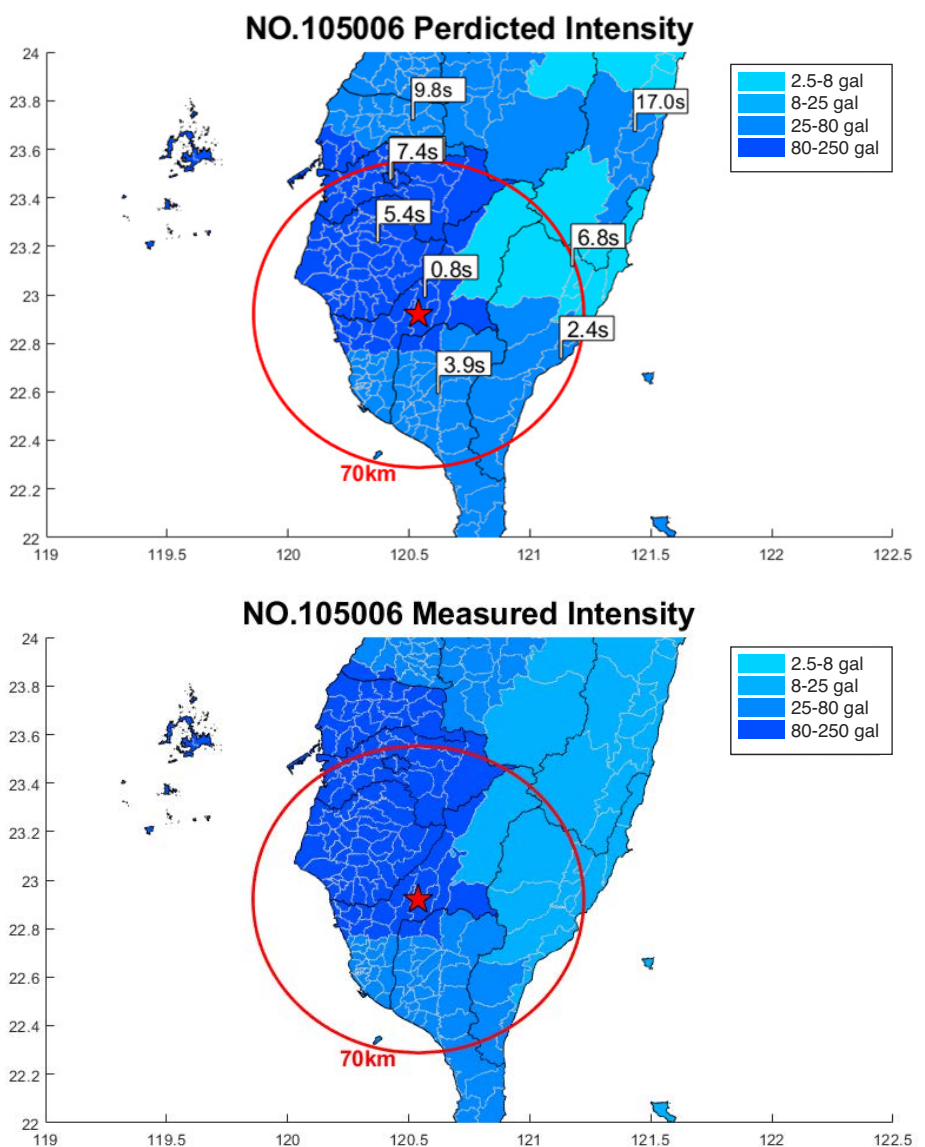 NO.105006 Perdicted Intensity
24
23.8
23.6
23.4
23.2
23
22.8
22.6
22.4
22.2
22
119
119.5
120
120.5
121
121.5
122
122.5
9.8s
17.0s
7.4s
5.4s
6.8s
0.8s
2.4s
3.9s
70km
2.5-8 gal
8-25 gal
25-80 gal
80-250 gal
NO.105006 Measured Intensity
24
23.8
23.6
23.4
23.2
23
22.8
22.6
22.4
22.2
22
119
119.5
120
120.5
121
121.5
122
122.5
70km
2.5-8 gal
8-25 gal
25-80 gal
80-250 gal